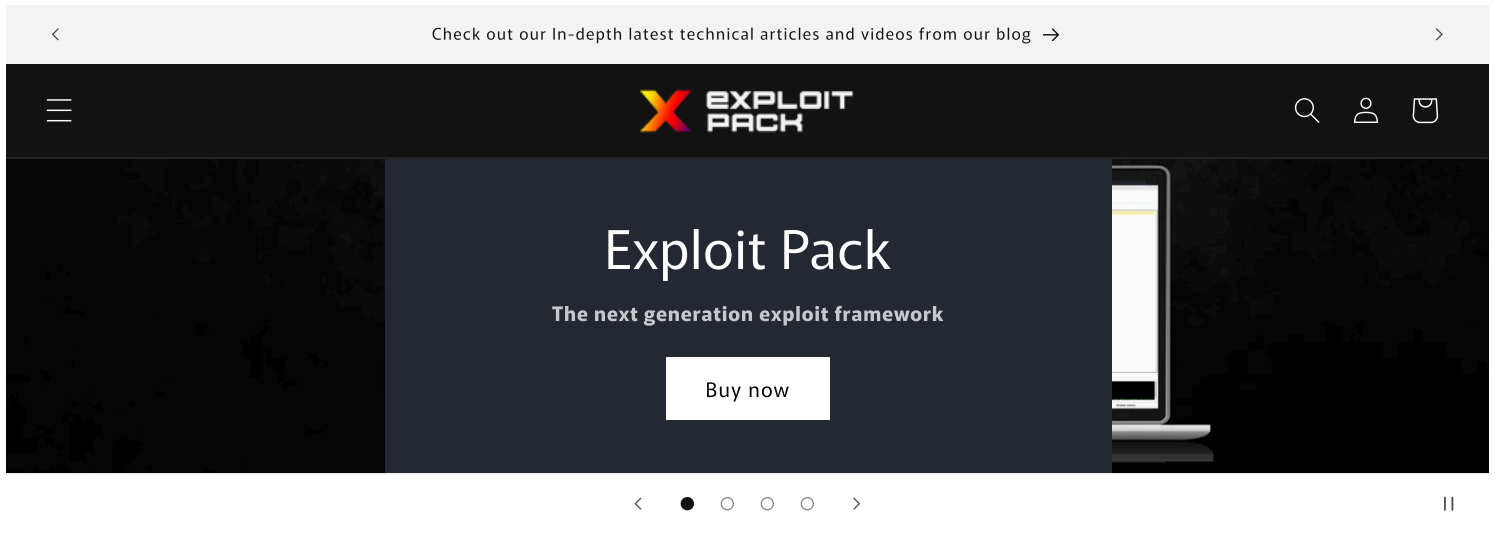 Check out our In-depth latest technical articles and videos from our blog
EXPLOIT
PACK
Exploit Pack
The next generation exploit framework
Buy now